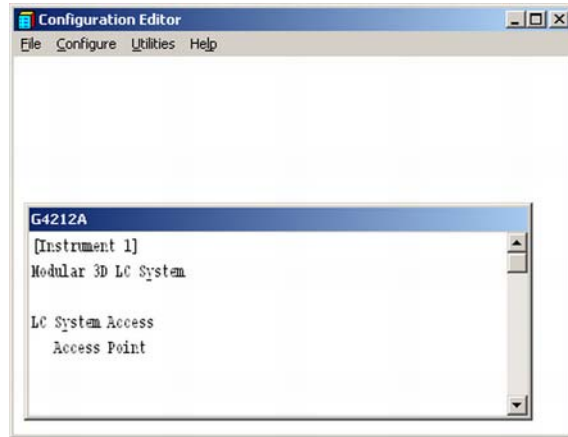 Configuration Editor
File Configure Utilities Help
G4212A
[Instrument 1]
Modular 3D LC System
LC System Access
Access Point